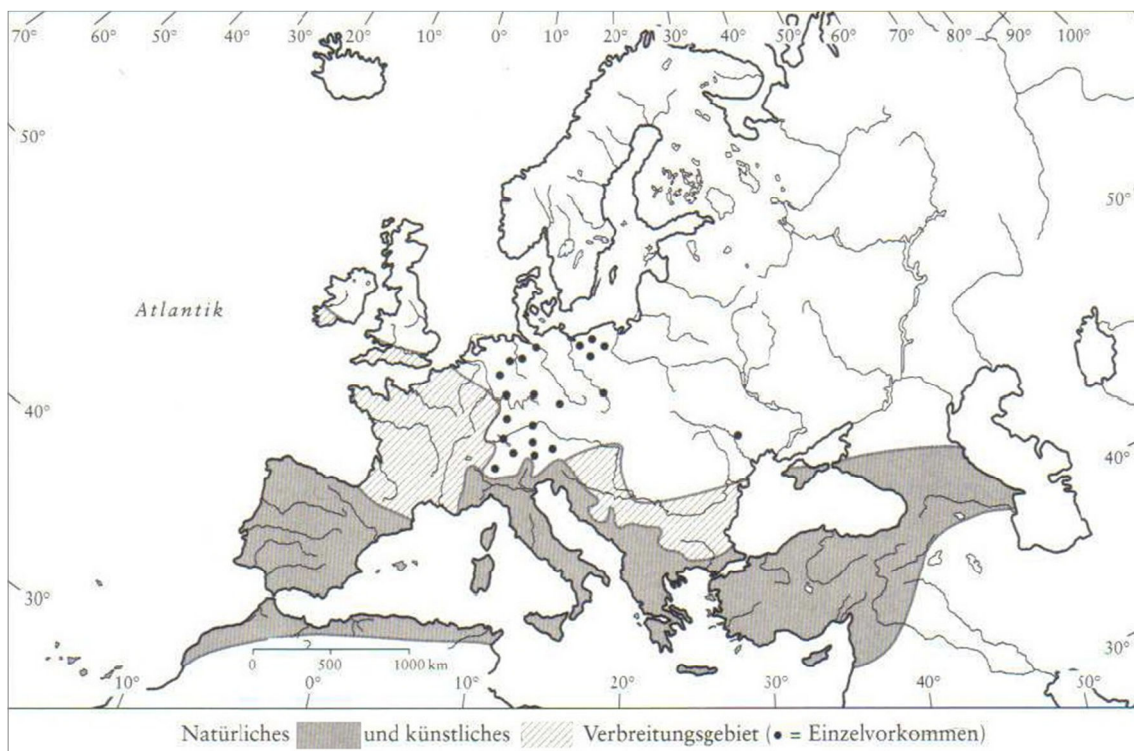 70° 60° 50° 40° 30° 20° 10° 0° 10° 20° 30° 40° 50° 60° 70° 80° 90° 100°
50°
50°
Atlantik
40°
40°
30°
30°
?
0 500 1000 km
10° 0° 10° 20° 30° 40° 50°
Natürliches und künstliches Verbreitungsgebiet (• = Einzelvorkommen)